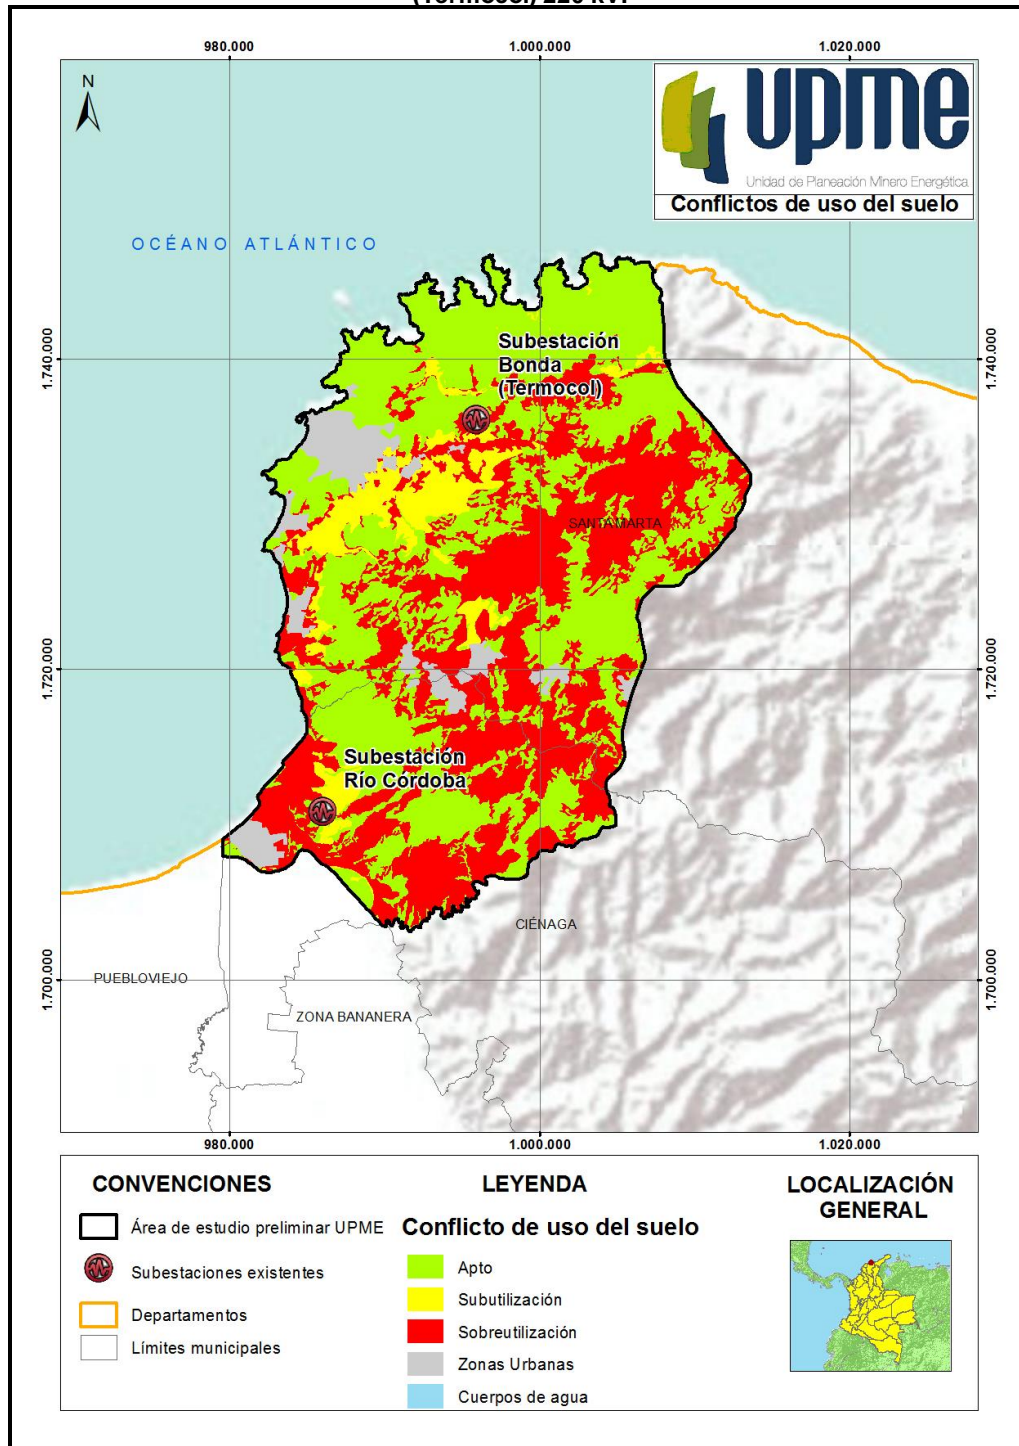 (Termocol) 220 kV.
980.000
1.000.000
1.020.000
N
upme
Unidad de Planeación Minero Energética
Conflictos de uso del suelo
OCÉANO ATLÁNTICO
1.740.000
1.740.000
Subestación
Bonda
(Termocol)
SANTA MARTA
1.720.000
1.720.000
Subestación
Río Córdoba
CIÉNAGA
1.700.000
1.700.000
PUEBLOVIEJO
ZONA BANANERA
980.000
1.000.000
1.020.000
CONVENCIONES
Área de estudio preliminar UPME
Subestaciones existentes
Departamentos
Límites municipales
LEYENDA
Conflicto de uso del suelo
Apto
Subutilización
Sobreutilización
Zonas Urbanas
Cuerpos de agua
LOCALIZACIÓN
GENERAL